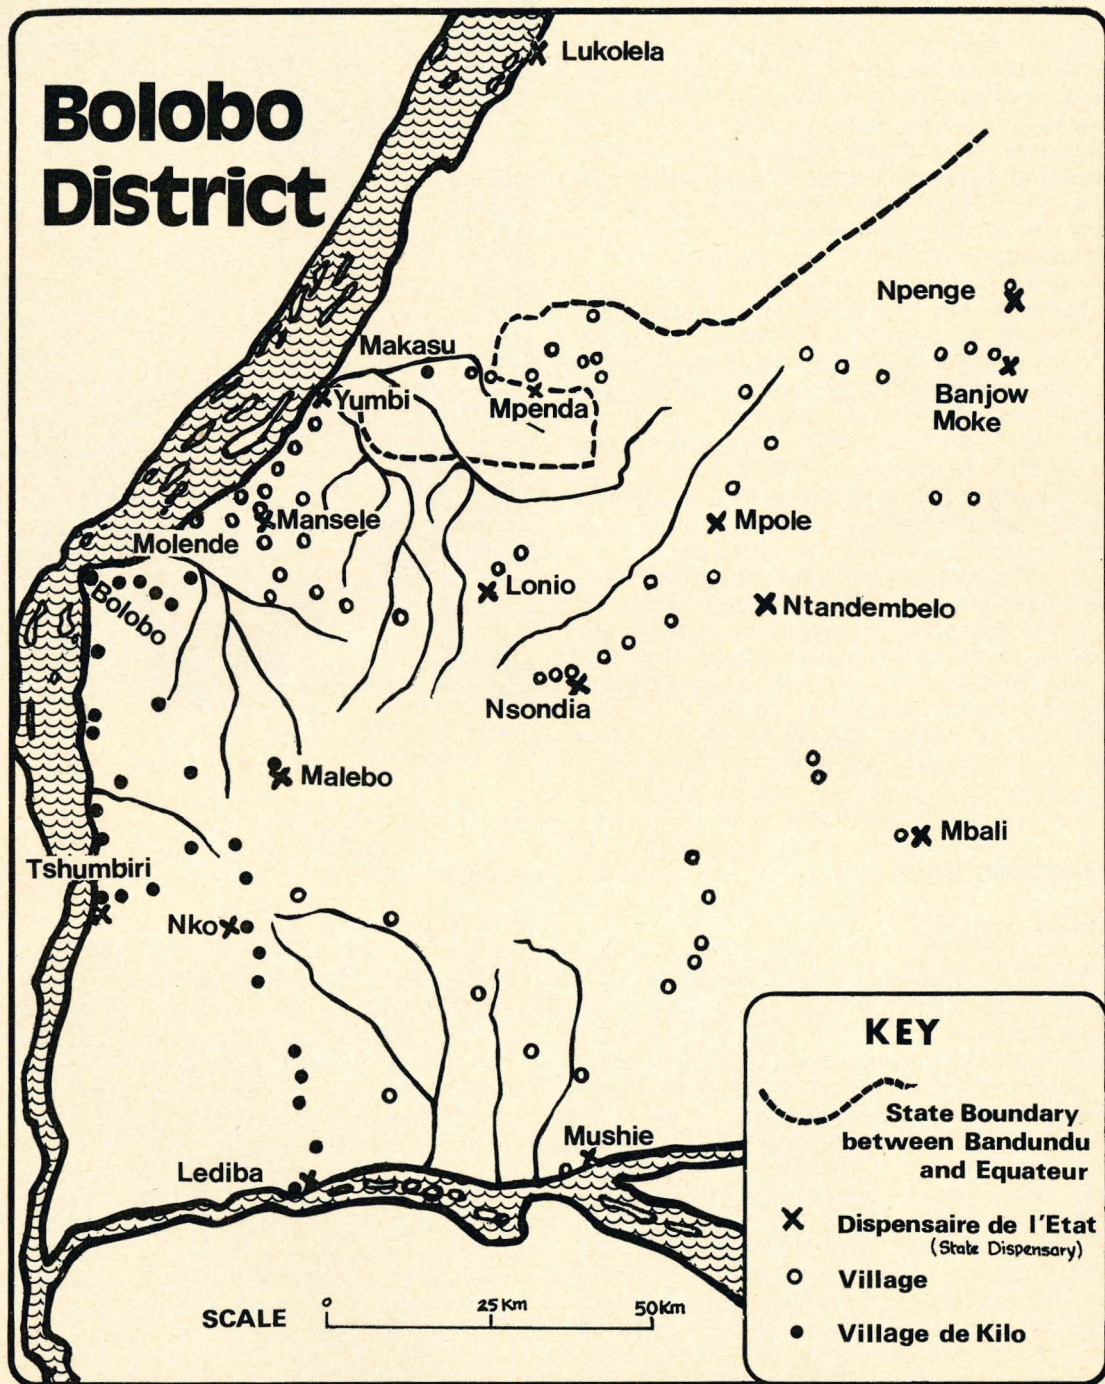 Bolobo
District
Lukolela
Npenge
Makasu
Yumbi
Mpenda
Banjow
Moke
Mansele
Mpole
Molende
Lonio
Bolobo
Ntandembelo
Nsondia
Malebo
Mbali
Tshumbiri
Nko
Mushie
Lediba
KEY
State Boundary
between Bandundu
and Equateur
Dispensaire de l'Etat
(State Dispensary)
Village
Village de Kilo
SCALE 0 25 Km 50Km